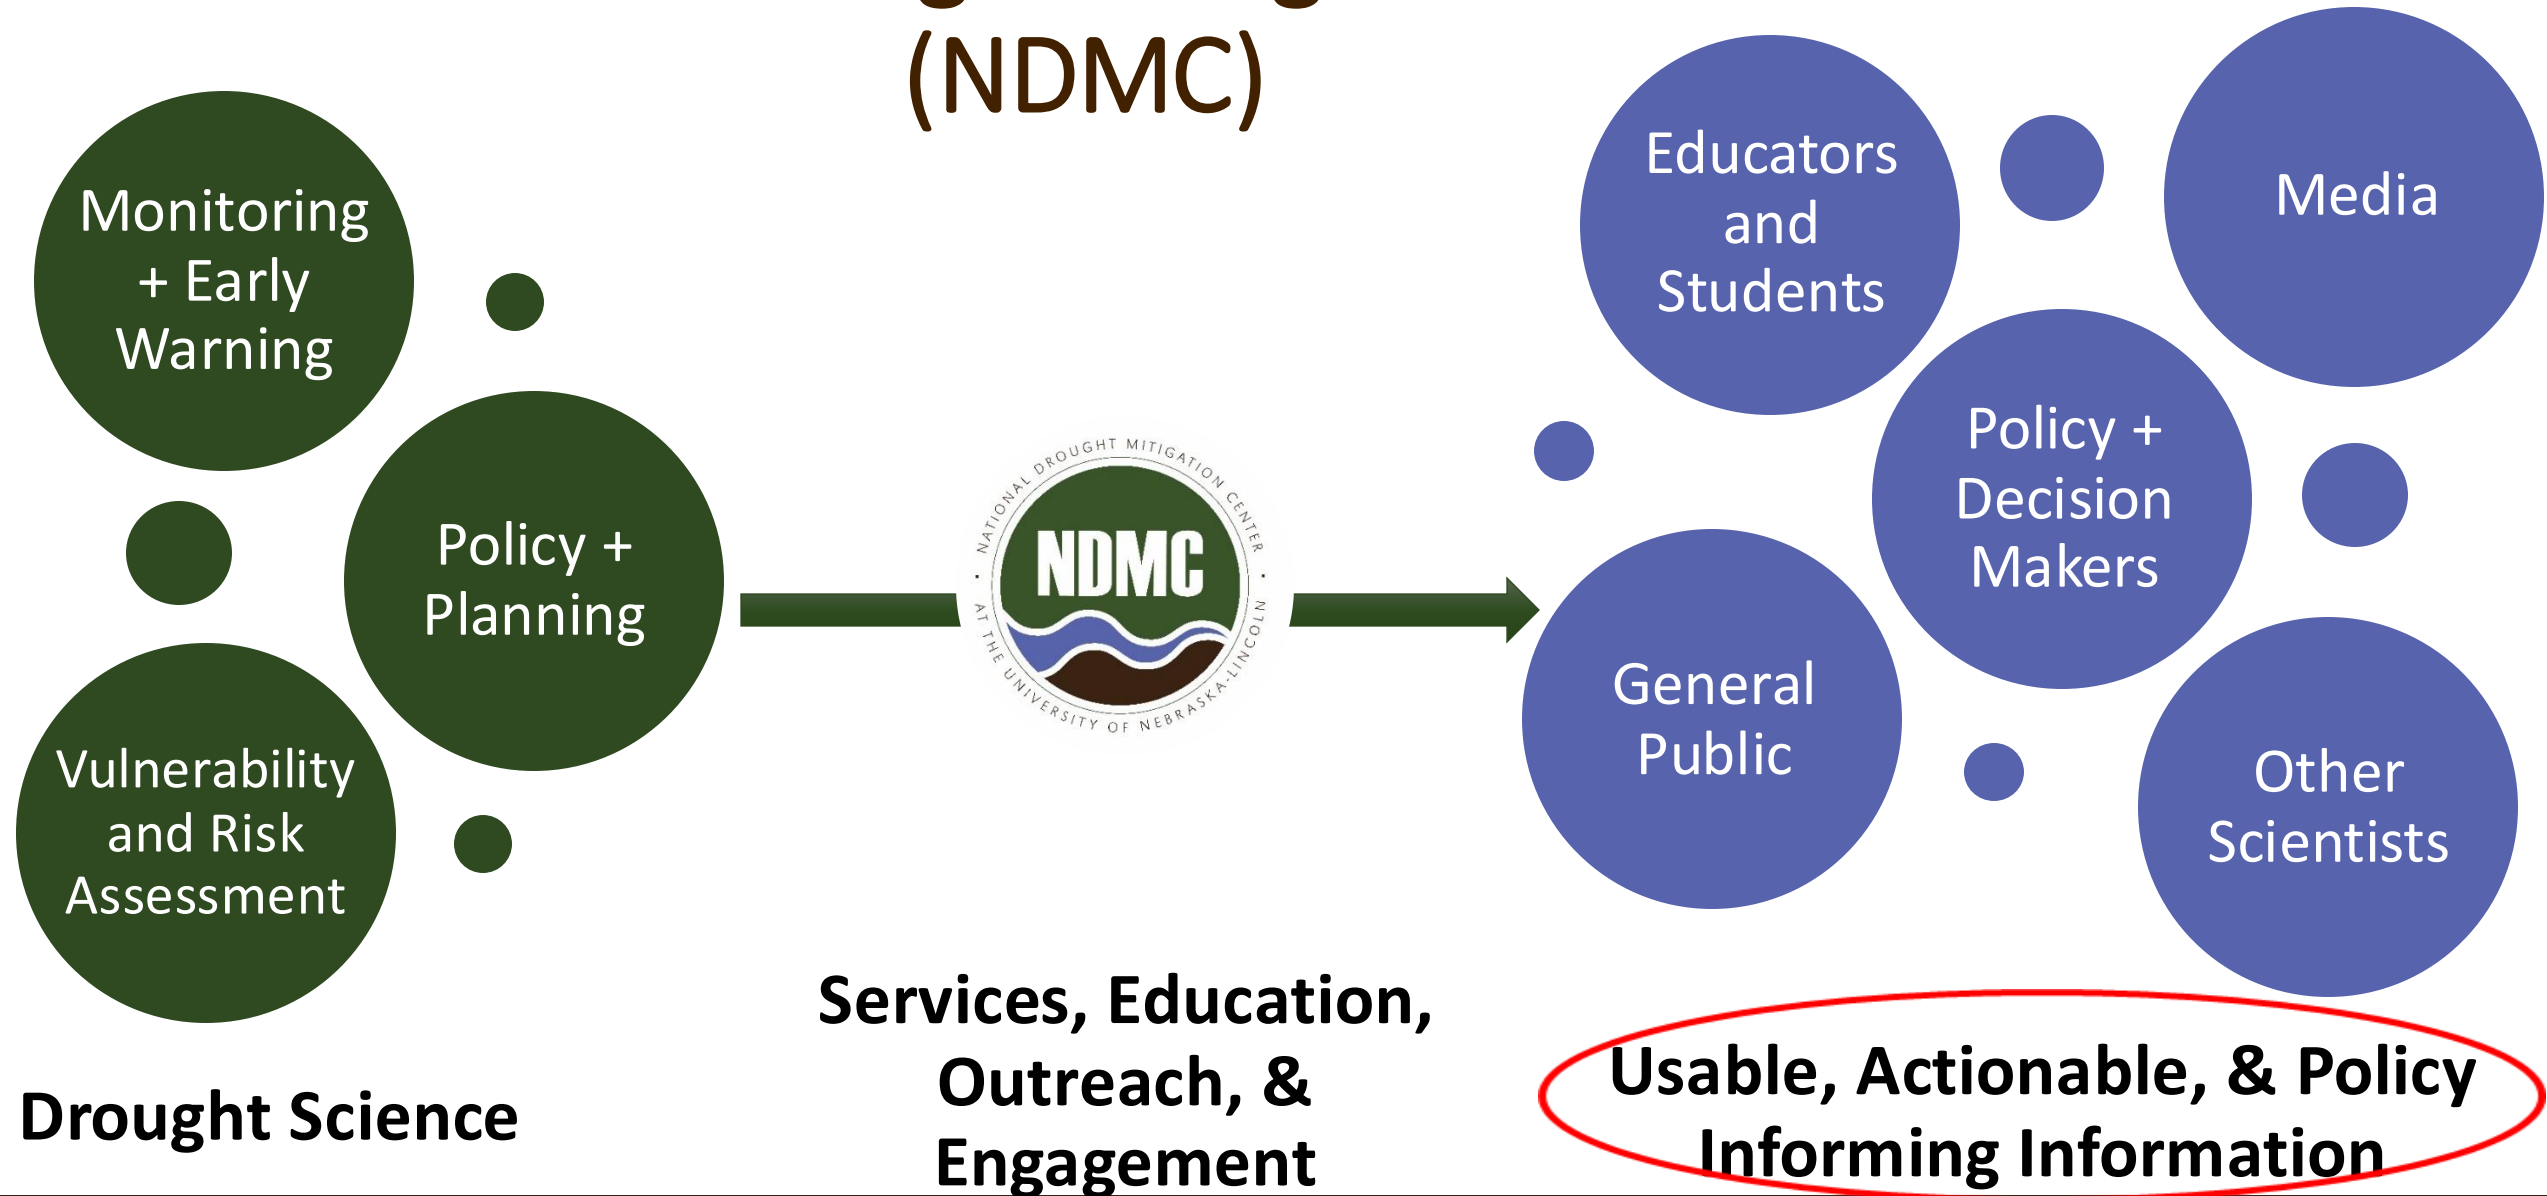 (NDMC)
Monitoring
+ Early
Warning
Policy +
Planning
Vulnerability
and Risk
Assessment
Drought Science
· NATIONAL DROUGHT MITIGATION CENTER ·
NDMC
AT THE UNIVERSITY OF NEBRASKA-LINCOLN
Services, Education,
Outreach, &
Engagement
Educators
and
Students
Media
Policy +
Decision
Makers
General
Public
Other
Scientists
Usable, Actionable, & Policy
Informing Information